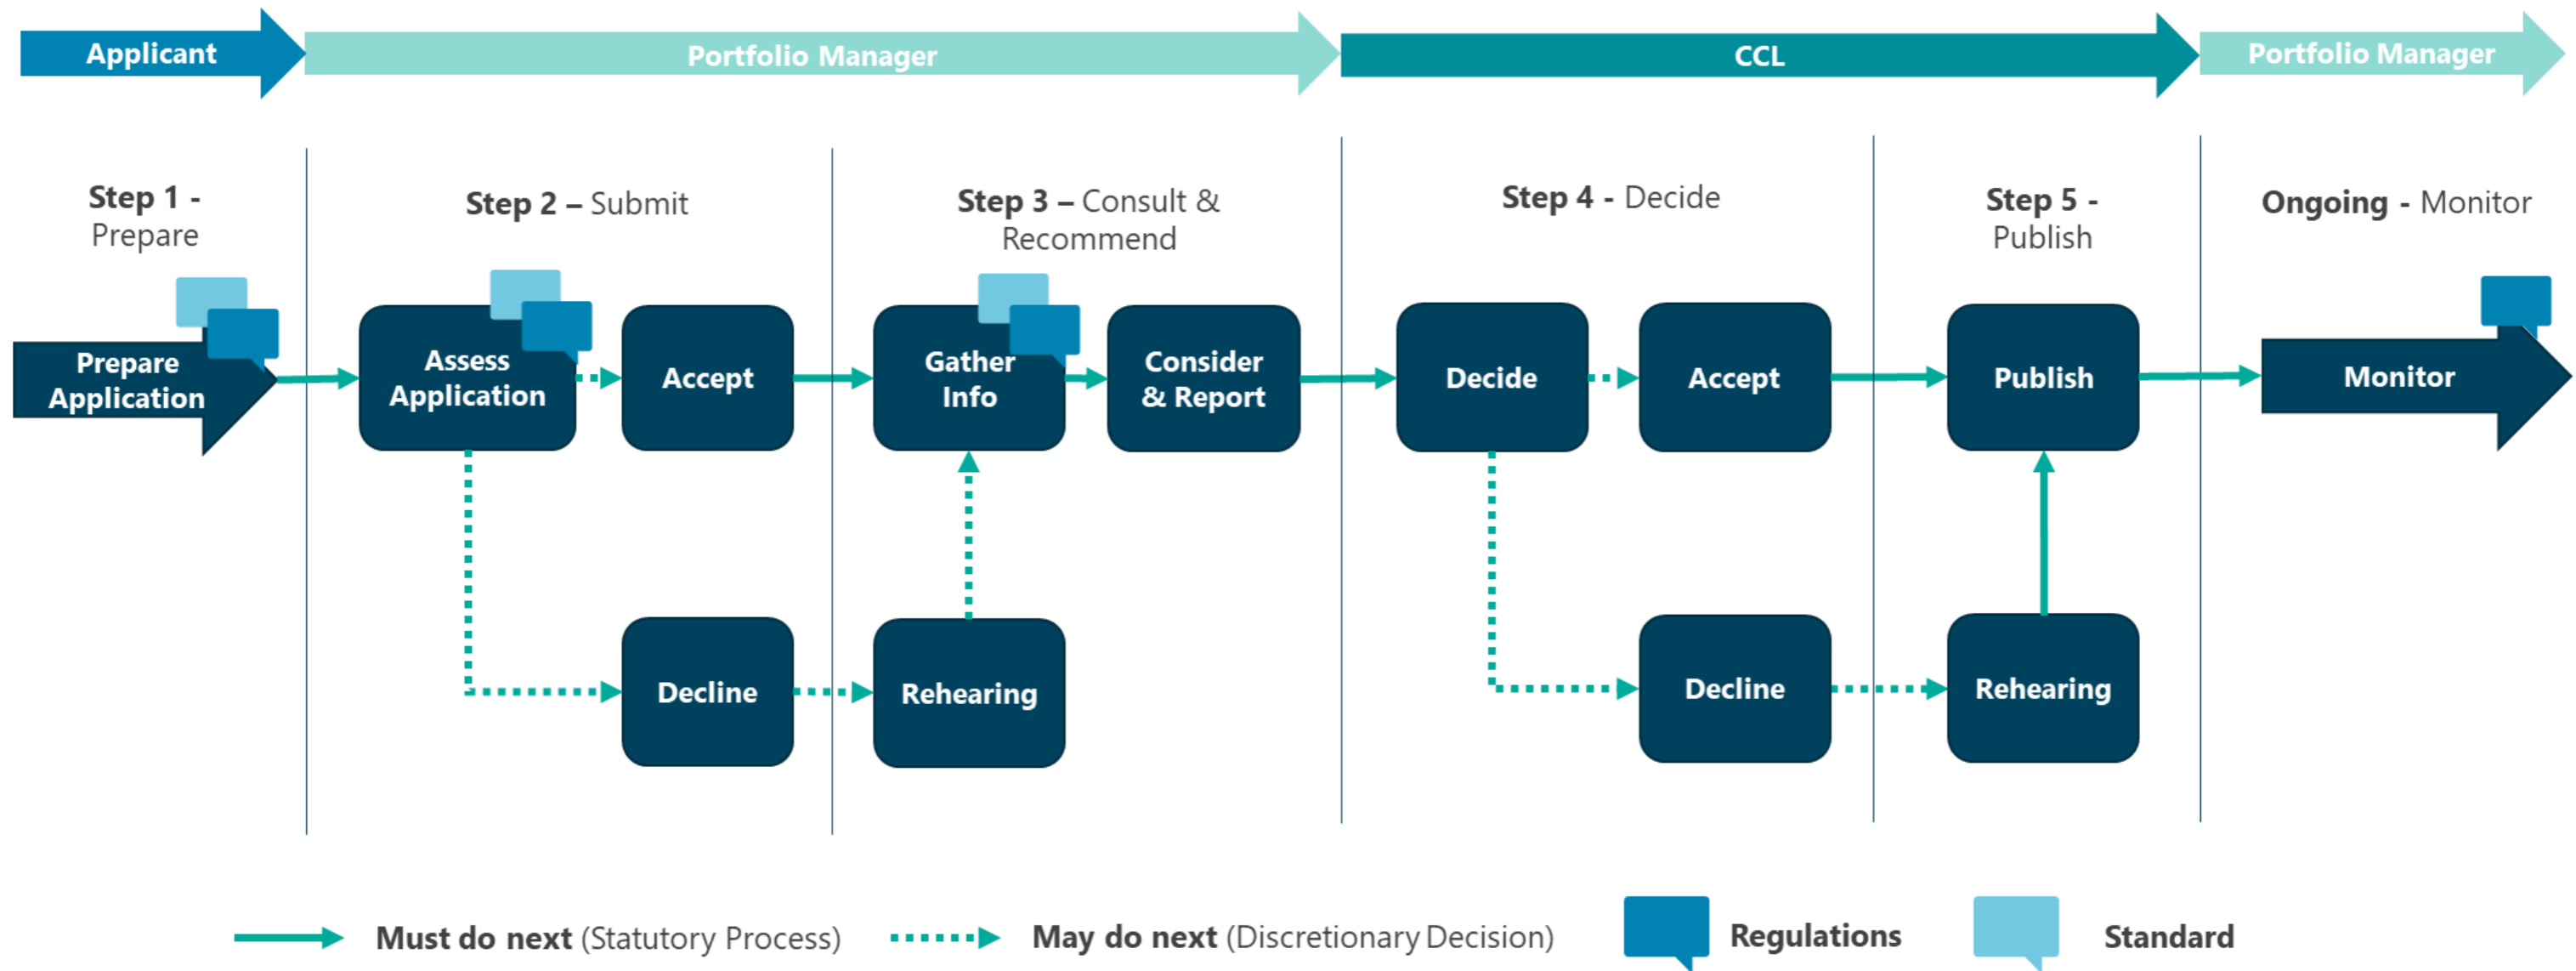 Applicant
Portfolio Manager
CCL
Portfolio Manager
Step 1 -
Prepare
Step 2 – Submit
Step 3 – Consult &
Recommend
Step 4 - Decide
Step 5 -
Publish
Ongoing - Monitor
Prepare
Application
Assess
Application
Accept
Gather
Info
Consider
& Report
Decide
Accept
Publish
Monitor
Decline
Rehearing
Decline
Rehearing
Must do next (Statutory Process)
May do next (Discretionary Decision)
Regulations
Standard